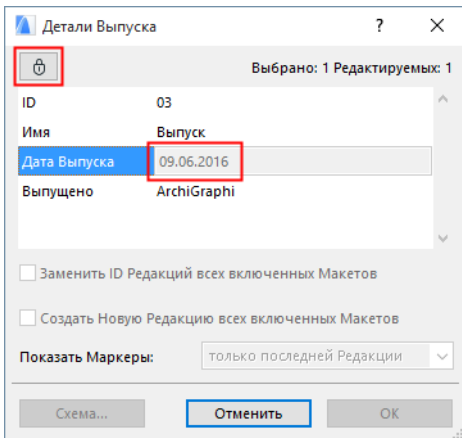 Детали Выпуска ?
Выбрано: 1 Редактируемых: 1
ID 03
Имя Выпуск
Дата Выпуска 09.06.2016
Выпущено ArchiGraphi
Заменить ID Редакций всех включенных Макетов
Создать Новую Редакцию всех включенных Макетов
Показать Маркеры: только последней Редакции
Схема... Отменить OK